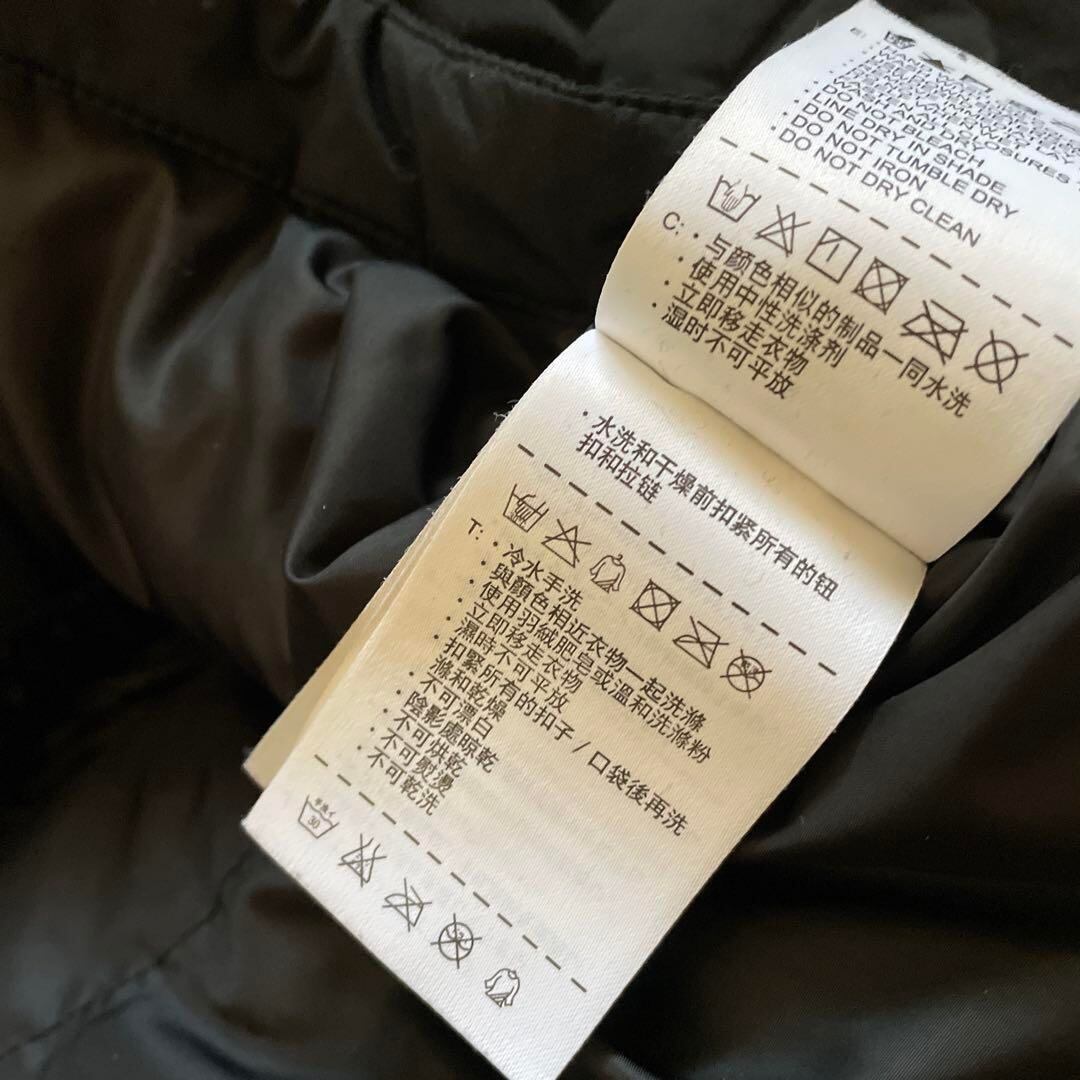 E:
HAND WASH
LINE DRY IN SHADE
DO NOT BLEACH
DO NOT TUMBLE DRY
DO NOT IRON
DO NOT DRY CLEAN
C: · 与颜色相似的制品一同水洗
· 使用中性洗涤剂
· 立即移走衣物
· 湿时不可平放
· 水洗和干燥前扣紧所有的钮
扣和拉链
T: · 冷水手洗
· 與顏色相近衣物一起洗滌
· 使用羽絨肥皂或溫和洗滌粉
· 立即移走衣物
· 濕時不可平放
· 扣緊所有的扣子 / 口袋後再洗
滌和乾燥
· 不可漂白
· 陰影處晾乾
· 不可烘乾
· 不可熨燙
· 不可乾洗
30